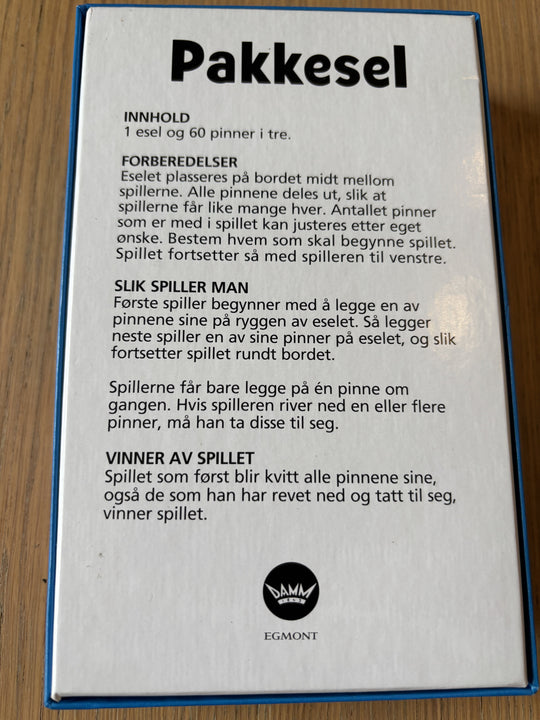 Pakkesel
INNHOLD
1 esel og 60 pinner i tre.
FORBEREDELSER
Eselet plasseres på bordet midt mellom
spillerne. Alle pinnene deles ut, slik at
spillerne får like mange hver. Antallet pinner
som er med i spillet kan justeres etter eget
ønske. Bestem hvem som skal begynne spillet.
Spillet fortsetter så med spilleren til venstre.
SLIK SPILLER MAN
Første spiller begynner med å legge en av
pinnene sine på ryggen av eselet. Så legger
neste spiller en av sine pinner på eselet, og slik
fortsetter spillet rundt bordet.
Spillerne får bare legge på én pinne om
gangen. Hvis spilleren river ned en eller flere
pinner, må han ta disse til seg.
VINNER AV SPILLET
Spillet som først blir kvitt alle pinnene sine,
også de som han har revet ned og tatt til seg,
vinner spillet.
DAMM
EGMONT